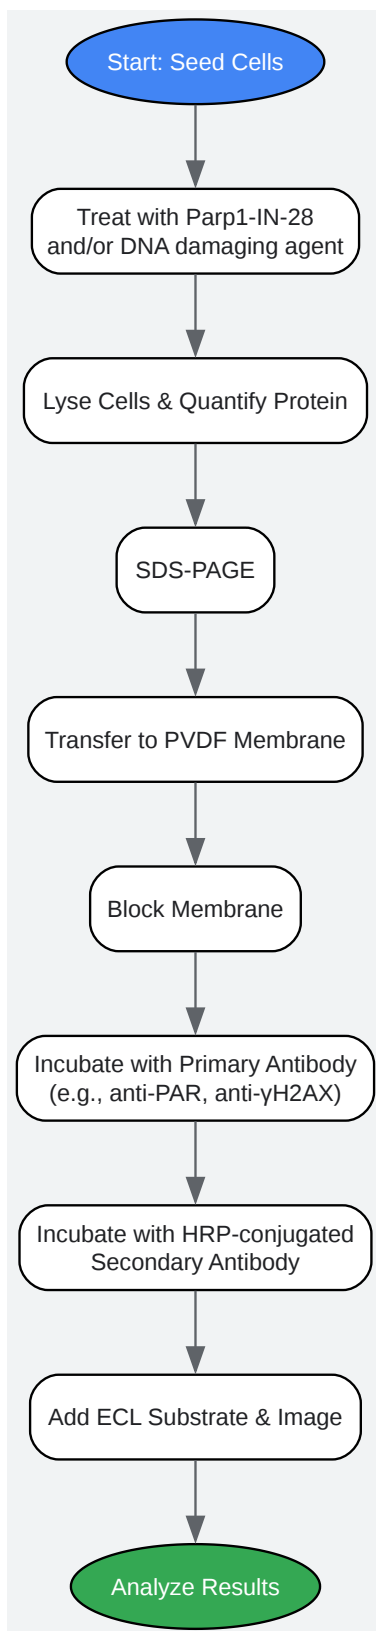 Start: Seed Cells
Treat with Parp1-IN-28
and/or DNA damaging agent
Lyse Cells & Quantify Protein
SDS-PAGE
Transfer to PVDF Membrane
Block Membrane
Incubate with Primary Antibody
(e.g., anti-PAR, anti-γH2AX)
Incubate with HRP-conjugated
Secondary Antibody
Add ECL Substrate & Image
Analyze Results